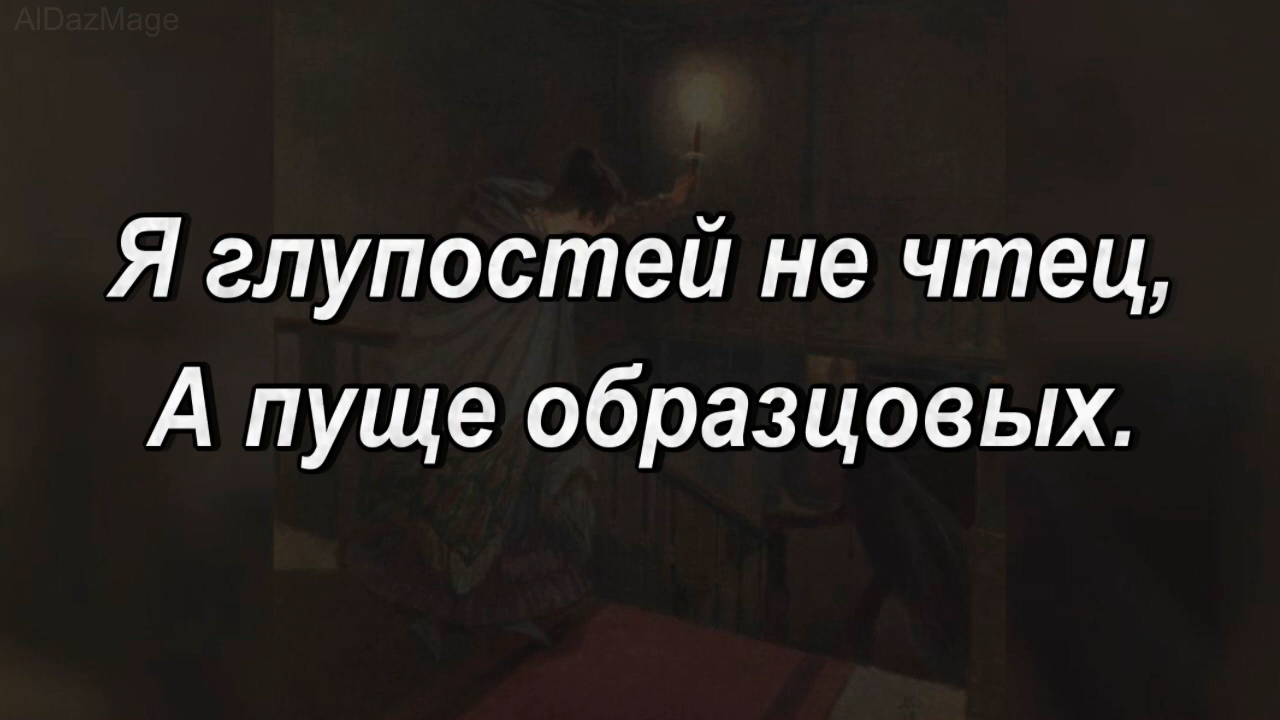 AlDazMage
Я глупостей не чтец,
А пуще образцовых.